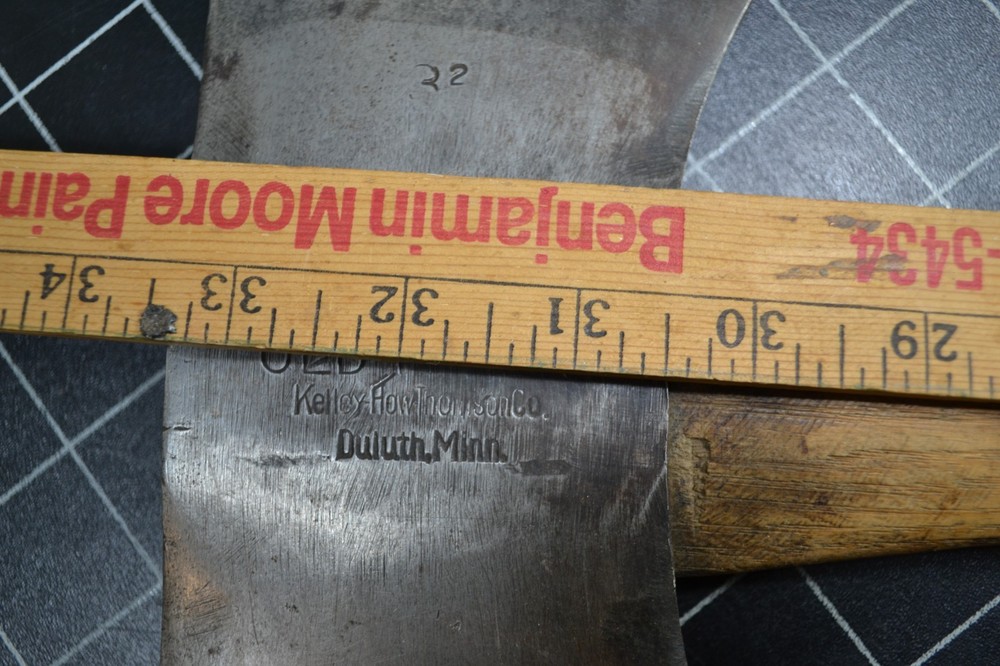 22
Benjamin Moore Pain
-5434
34 33 32 31 30 29
Kelley-How-Thomson Co.
Duluth, Minn.